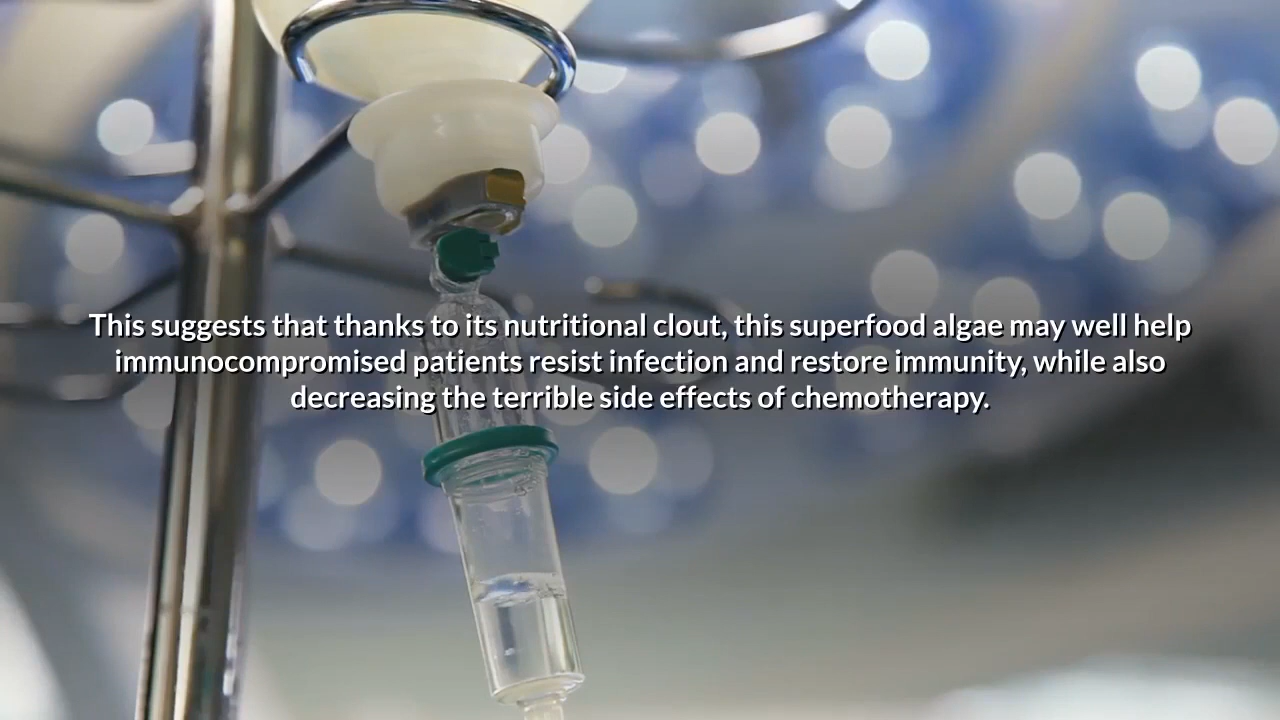 This suggests that thanks to its nutritional clout, this superfood algae may well help
immunocompromised patients resist infection and restore immunity, while also
decreasing the terrible side effects of chemotherapy.